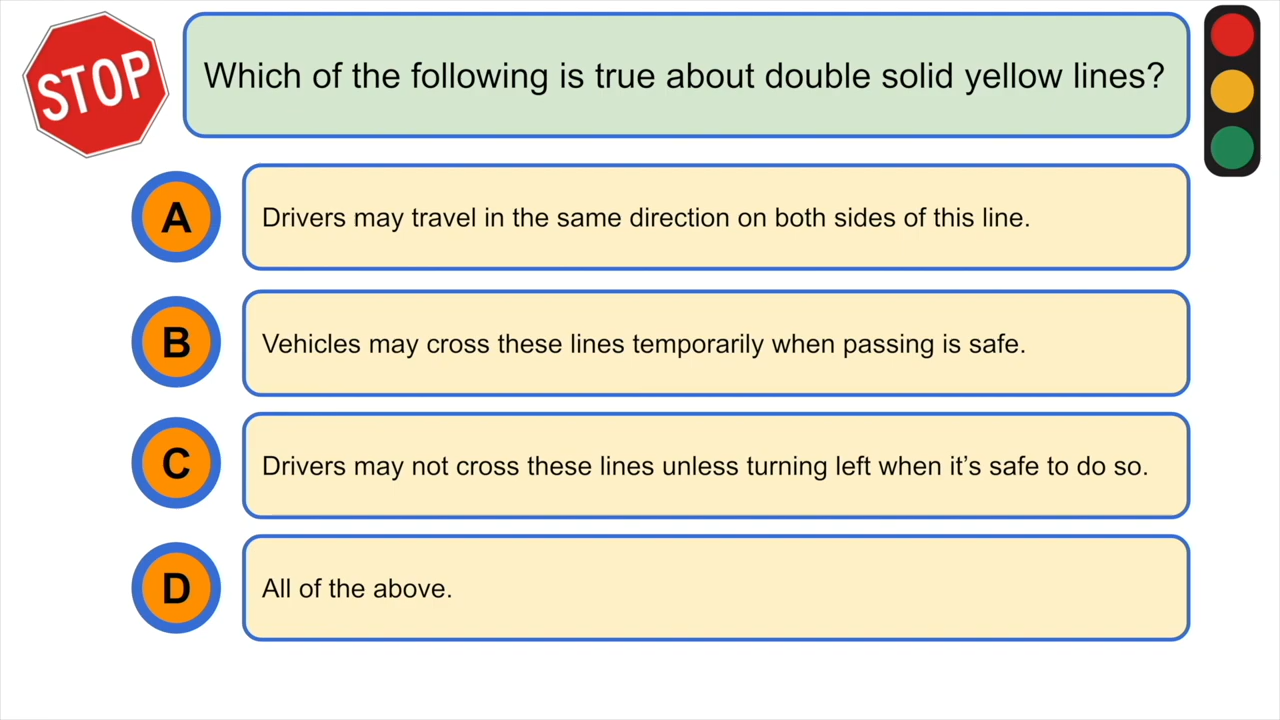 STOP
Which of the following is true about double solid yellow lines?
A
Drivers may travel in the same direction on both sides of this line.
B
Vehicles may cross these lines temporarily when passing is safe.
C
Drivers may not cross these lines unless turning left when it’s safe to do so.
D
All of the above.